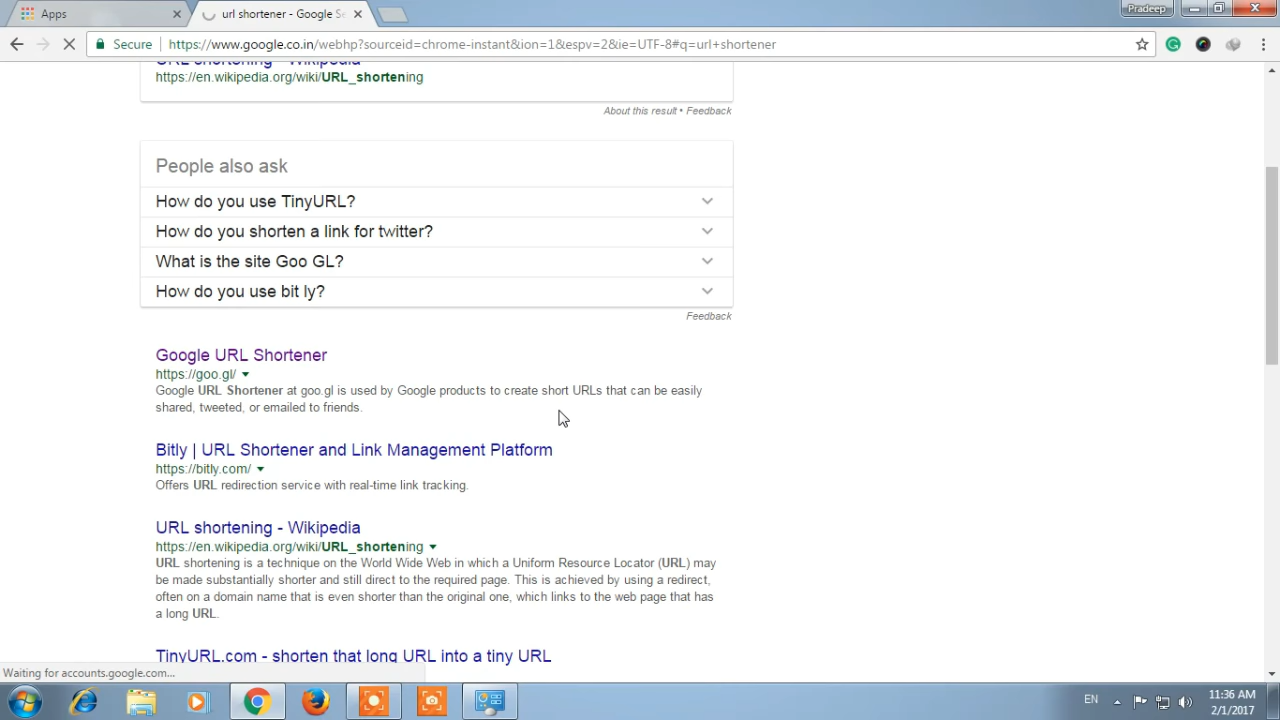 Apps
url shortener - Google Se
Pradeep
Secure
https://www.google.co.in/webhp?sourceid=chrome-instant&ion=1&espv=2&ie=UTF-8#q=url+shortener
URL shortening - Wikipedia
https://en.wikipedia.org/wiki/URL_shortening
About this result • Feedback
People also ask
How do you use TinyURL?
How do you shorten a link for twitter?
What is the site Goo GL?
How do you use bit ly?
Feedback
Google URL Shortener
https://goo.gl/
Google URL Shortener at goo.gl is used by Google products to create short URLs that can be easily
shared, tweeted, or emailed to friends.
Bitly | URL Shortener and Link Management Platform
https://bitly.com/
Offers URL redirection service with real-time link tracking.
URL shortening - Wikipedia
https://en.wikipedia.org/wiki/URL_shortening
URL shortening is a technique on the World Wide Web in which a Uniform Resource Locator (URL) may
be made substantially shorter and still direct to the required page. This is achieved by using a redirect,
often on a domain name that is even shorter than the original one, which links to the web page that has
a long URL.
TinyURL.com - shorten that long URL into a tiny URL
Waiting for accounts.google.com...
EN
11:36 AM
2/1/2017